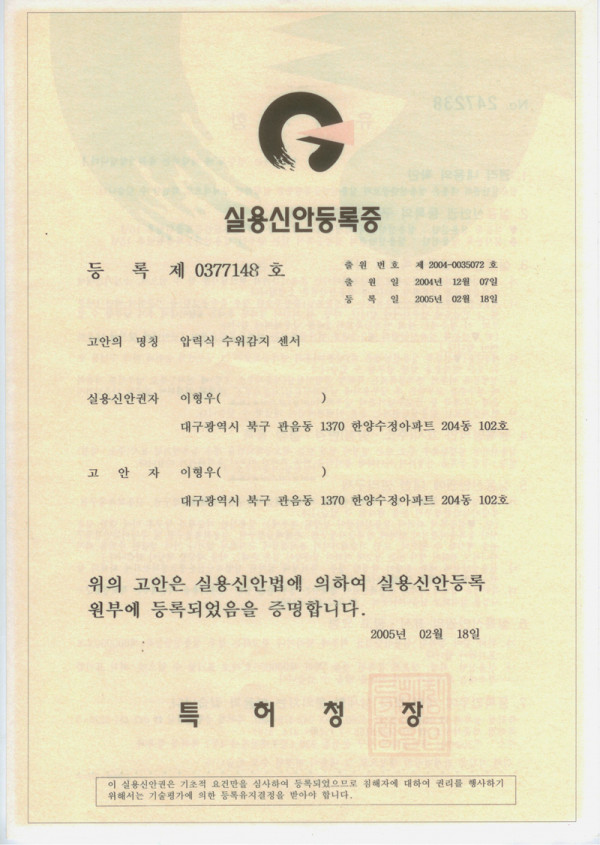 실용신안등록증
등 록 제 0377148 호
출 원 번 호 제 2004-0035072 호
출 원 일 2004년 12월 07일
등 록 일 2005년 02월 18일
고안의 명칭 압력식 수위감지 센서
실용신안권자 이형우( )
대구광역시 북구 관음동 1370 한양수정아파트 204동 102호
고 안 자 이형우( )
대구광역시 북구 관음동 1370 한양수정아파트 204동 102호
위의 고안은 실용신안법에 의하여 실용신안등록
원부에 등록되었음을 증명합니다.
2005년 02월 18일
특 허 청 장
이 실용신안권은 기초적 요건만을 심사하여 등록되었으므로 침해자에 대하여 권리를 행사하기
위해서는 기술평가에 의한 등록유지결정을 받아야 합니다.